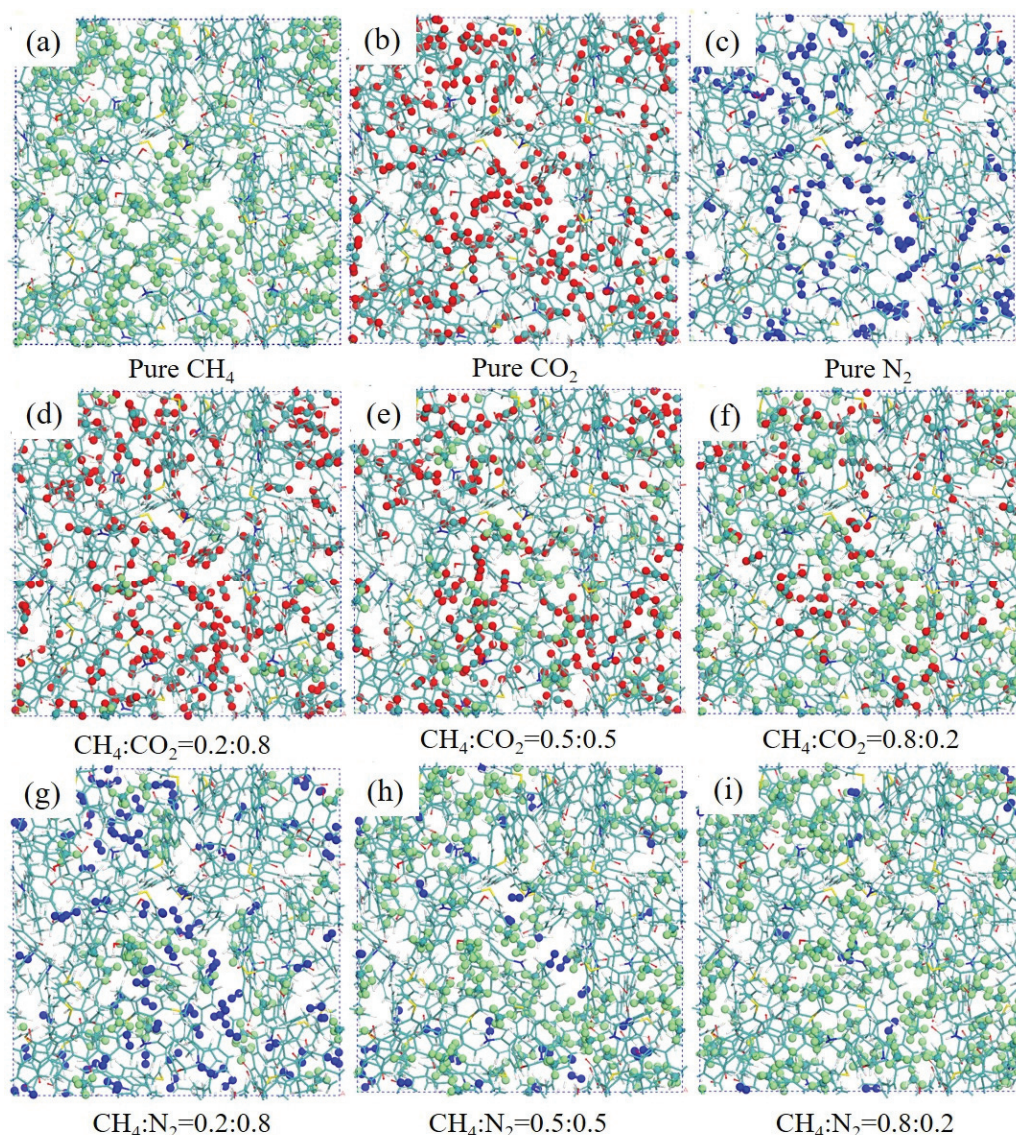 (a) (b) (c)
Pure CH₄ Pure CO₂ Pure N₂
(d) (e) (f)
CH₄:CO₂=0.2:0.8 CH₄:CO₂=0.5:0.5 CH₄:CO₂=0.8:0.2
(g) (h) (i)
CH₄:N₂=0.2:0.8 CH₄:N₂=0.5:0.5 CH₄:N₂=0.8:0.2